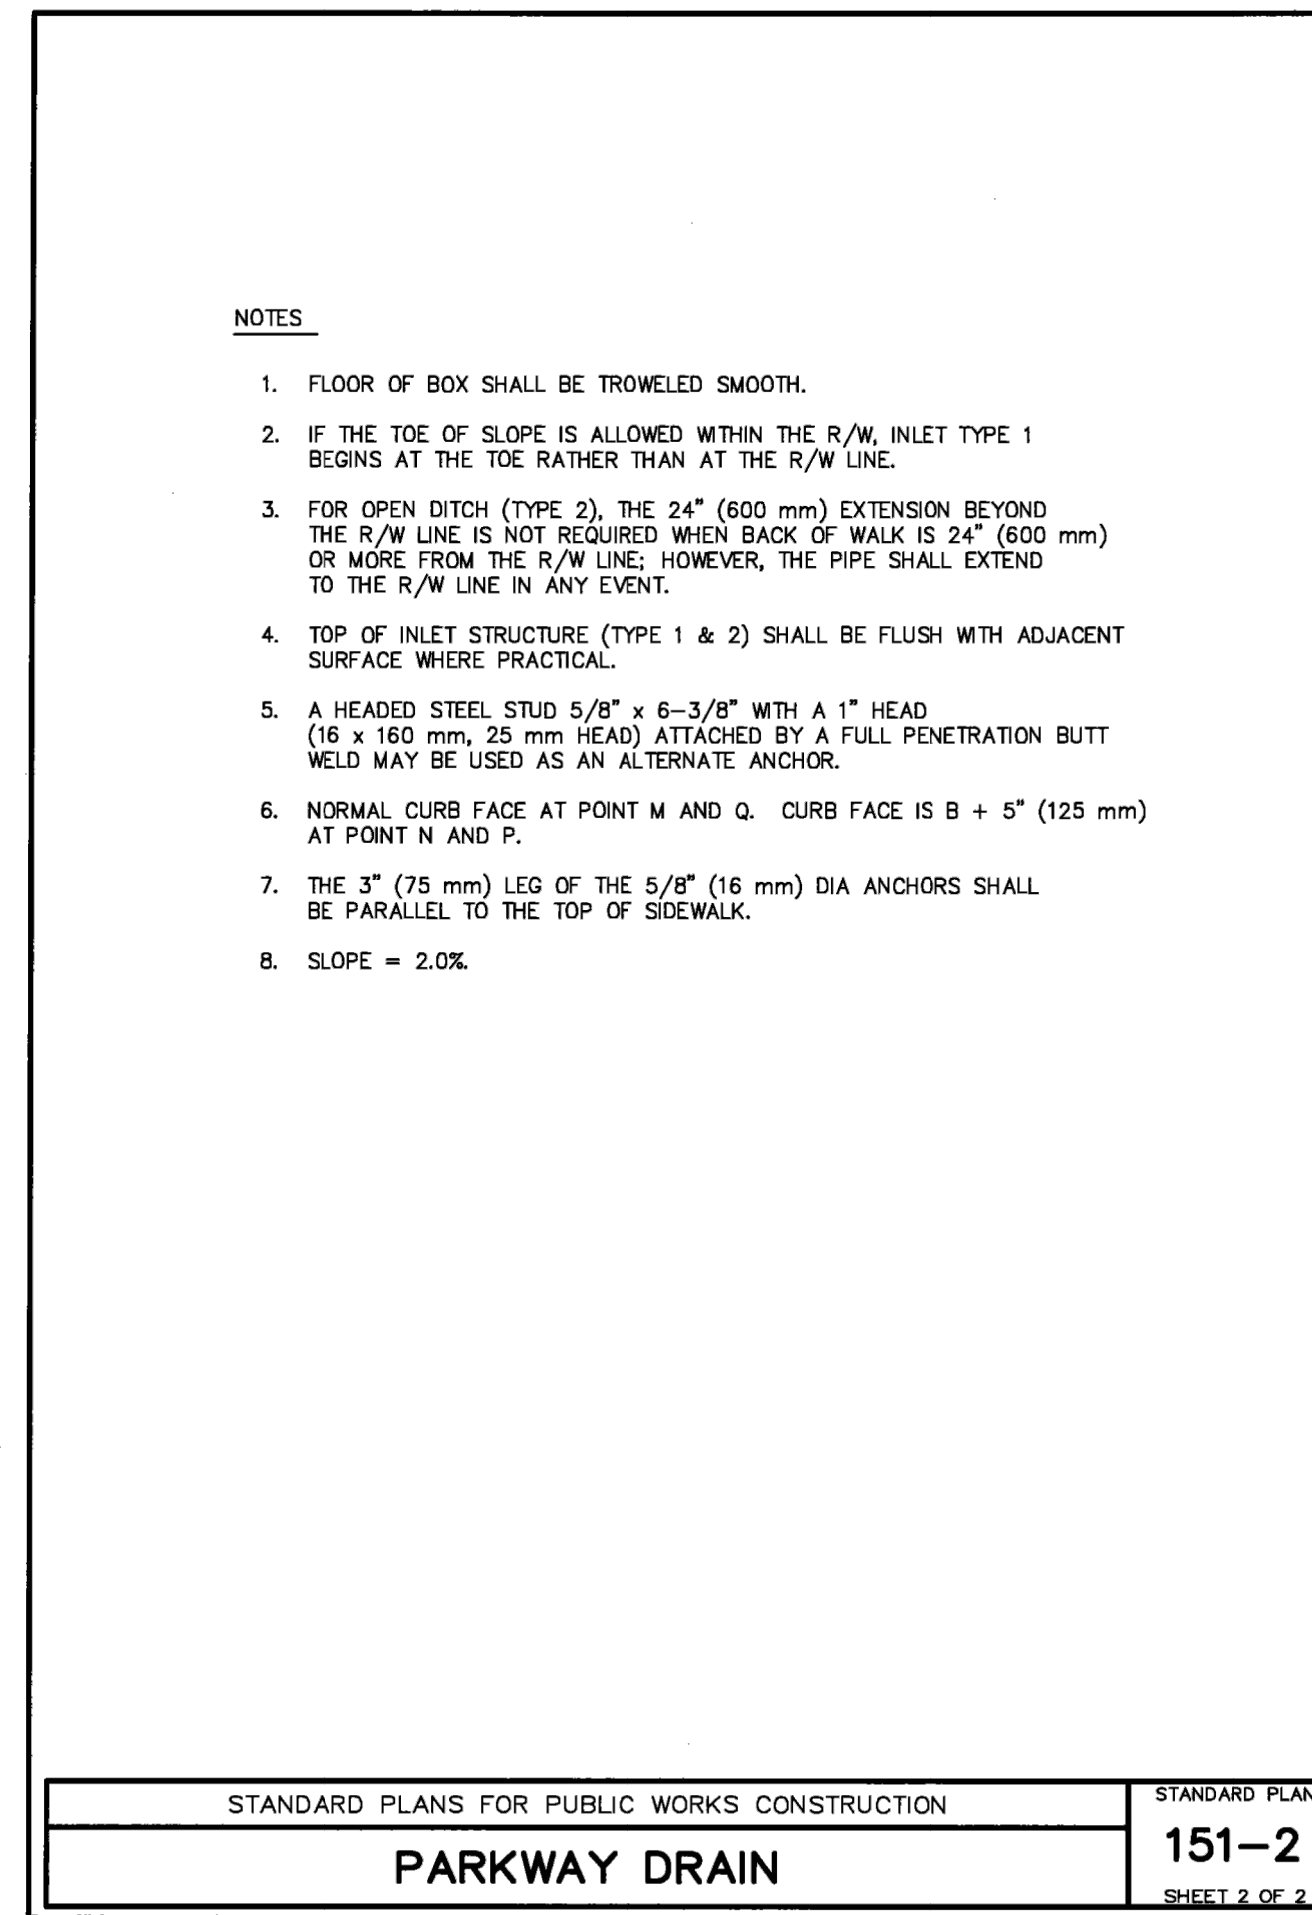 NOTES
1. FLOOR OF BOX SHALL BE TROWELED SMOOTH.
2. IF THE TOE OF SLOPE IS ALLOWED WITHIN THE R/W, INLET TYPE 1
BEGINS AT THE TOE RATHER THAN AT THE R/W LINE.
3. FOR OPEN DITCH (TYPE 2), THE 24" (600 mm) EXTENSION BEYOND
THE R/W LINE IS NOT REQUIRED WHEN BACK OF WALK IS 24" (600 mm)
OR MORE FROM THE R/W LINE; HOWEVER, THE PIPE SHALL EXTEND
TO THE R/W LINE IN ANY EVENT.
4. TOP OF INLET STRUCTURE (TYPE 1 & 2) SHALL BE FLUSH WITH ADJACENT
SURFACE WHERE PRACTICAL.
5. A HEADED STEEL STUD 5/8" x 6-3/8" WITH A 1" HEAD
(16 x 160 mm, 25 mm HEAD) ATTACHED BY A FULL PENETRATION BUTT
WELD MAY BE USED AS AN ALTERNATE ANCHOR.
6. NORMAL CURB FACE AT POINT M AND Q. CURB FACE IS B + 5" (125 mm)
AT POINT N AND P.
7. THE 3" (75 mm) LEG OF THE 5/8" (16 mm) DIA ANCHORS SHALL
BE PARALLEL TO THE TOP OF SIDEWALK.
8. SLOPE = 2.0%.
STANDARD PLANS FOR PUBLIC WORKS CONSTRUCTION
PARKWAY DRAIN
STANDARD PLAN
151-2
SHEET 2 OF 2